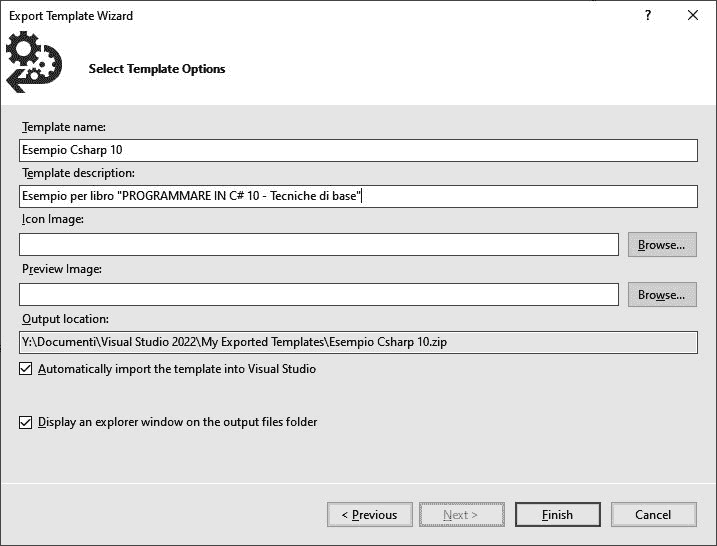 Export Template Wizard
?
Select Template Options
Template name:
Esempio Csharp 10
Template description:
Esempio per libro "PROGRAMMARE IN C# 10 - Tecniche di base"
Icon Image:
Browse...
Preview Image:
Browse...
Output location:
Y:\Documenti\Visual Studio 2022\My Exported Templates\Esempio Csharp 10.zip
Automatically import the template into Visual Studio
Display an explorer window on the output files folder
< Previous
Next >
Finish
Cancel